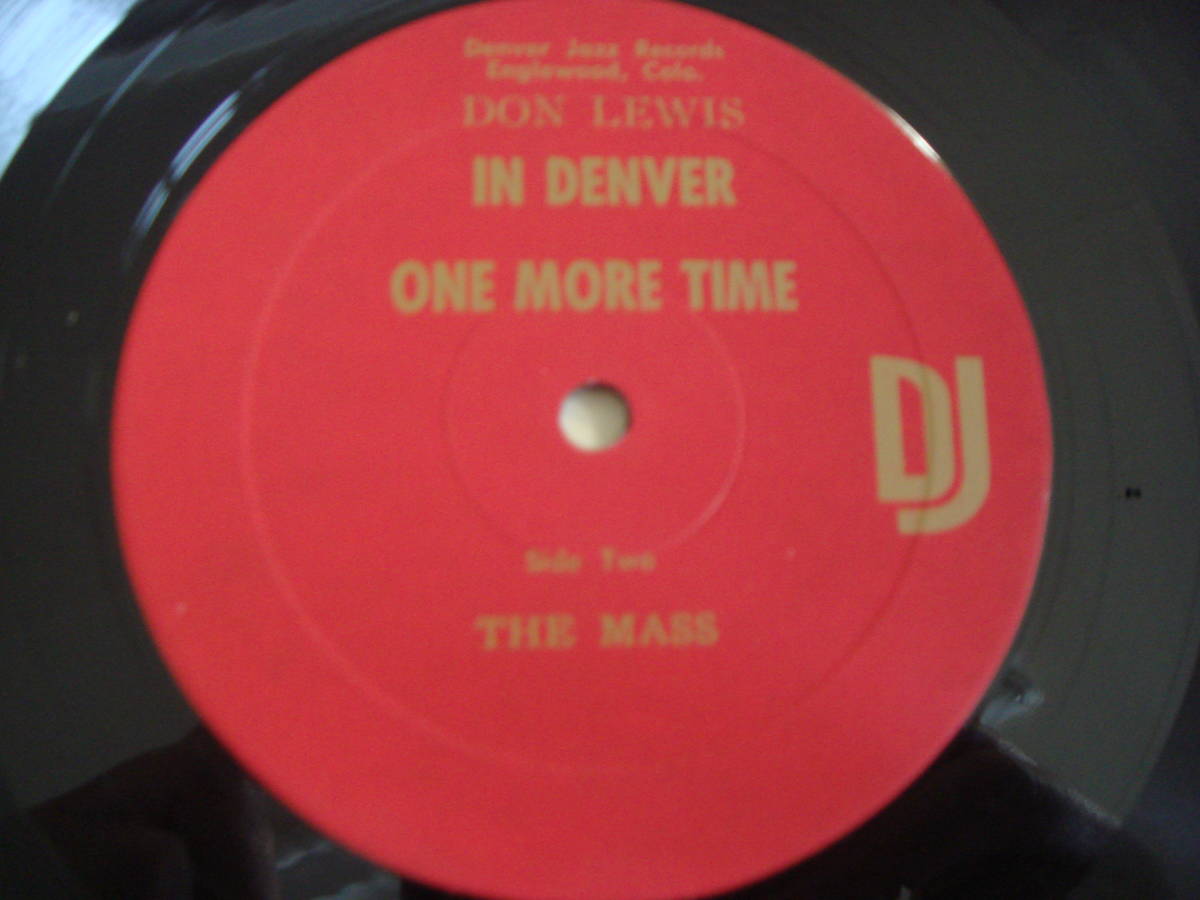 Denver Jazz Records
Englewood, Colo.
DON LEWIS
IN DENVER
ONE MORE TIME
DJ
Side Two
THE MASS